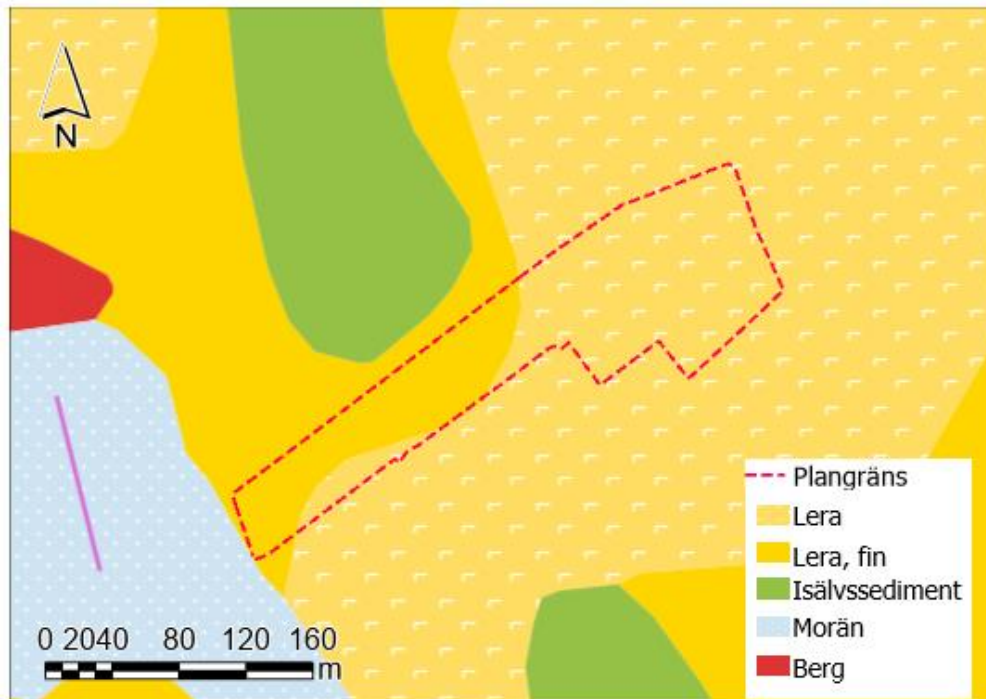 N
Plangräns
Lera
Lera, fin
Isälvssediment
Morän
Berg
0 2040 80 120 160
m